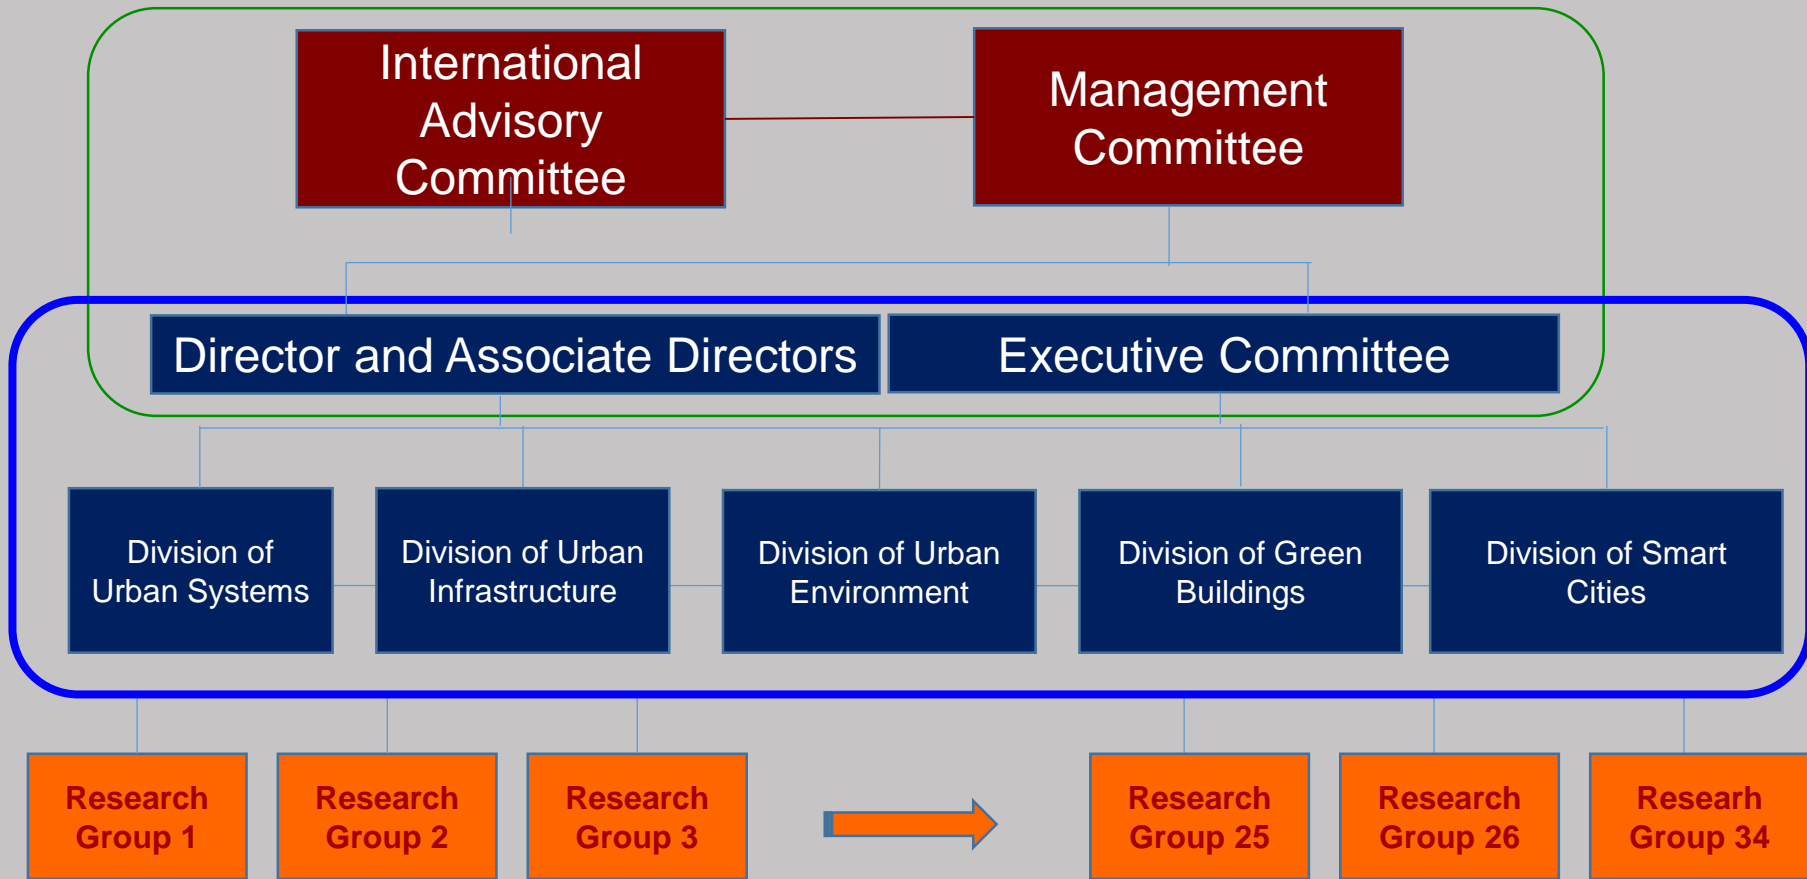 International
Advisory
Committee
Management
Committee
Director and Associate Directors
Executive Committee
Division of
Urban Systems
Division of Urban
Infrastructure
Division of Urban
Environment
Division of Green
Buildings
Division of Smart
Cities
Research
Group 1
Research
Group 2
Research
Group 3
Research
Group 25
Research
Group 26
Researh
Group 34